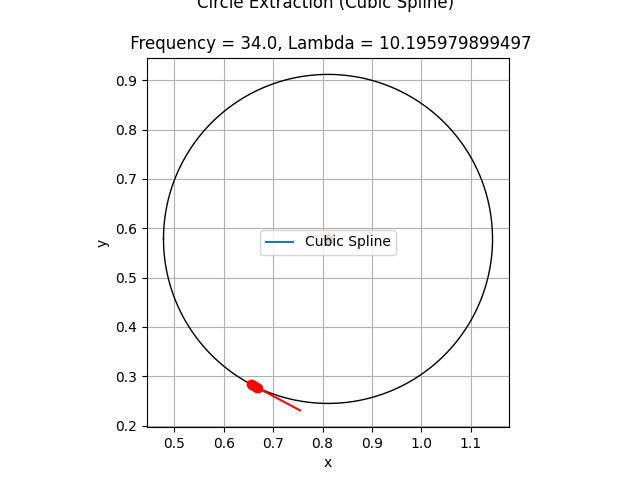 Circle Extraction (Cubic Spline)
Frequency = 34.0, Lambda = 10.195979899497
0.9
0.8
0.7
0.6
0.5
0.4
0.3
0.2
y
Cubic Spline
0.5 0.6 0.7 0.8 0.9 1.0 1.1
x